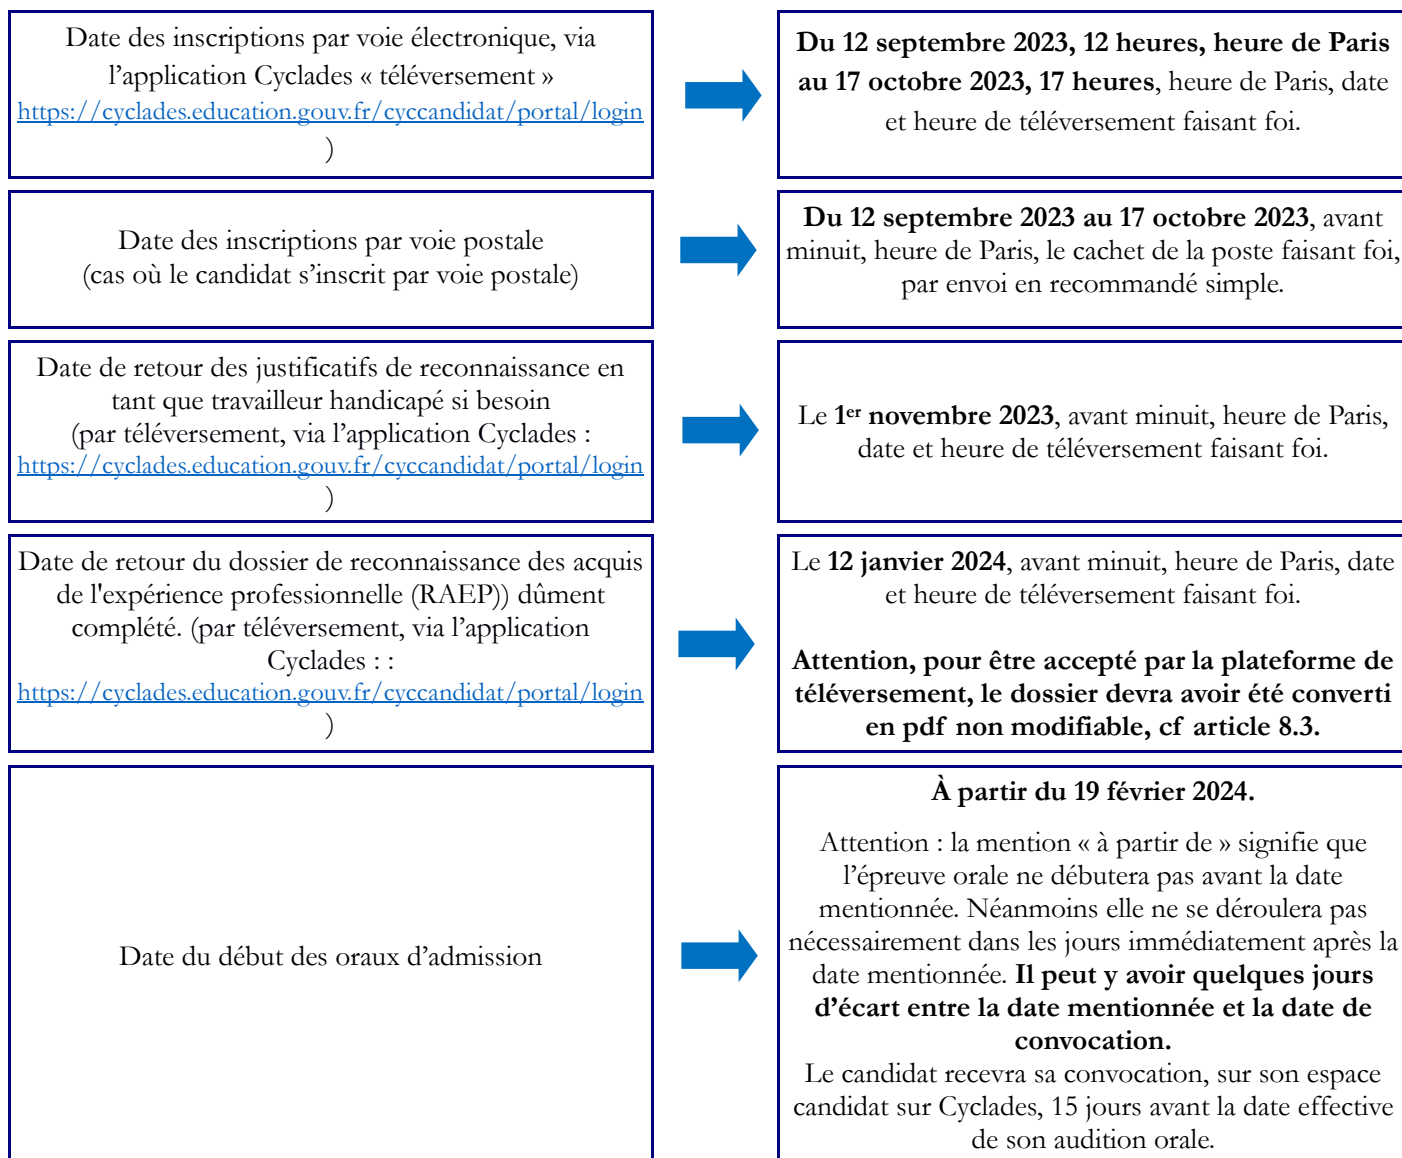 Date des inscriptions par voie électronique, via
l’application Cyclades « téléversement »
https://cyclades.education.gouv.fr/cyccandidat/portal/login
)
Du 12 septembre 2023, 12 heures, heure de Paris
au 17 octobre 2023, 17 heures, heure de Paris, date
et heure de téléversement faisant foi.
Date des inscriptions par voie postale
(cas où le candidat s’inscrit par voie postale)
Du 12 septembre 2023 au 17 octobre 2023, avant
minuit, heure de Paris, le cachet de la poste faisant foi,
par envoi en recommandé simple.
Date de retour des justificatifs de reconnaissance en
tant que travailleur handicapé si besoin
(par téléversement, via l’application Cyclades :
https://cyclades.education.gouv.fr/cyccandidat/portal/login
)
Le 1er novembre 2023, avant minuit, heure de Paris,
date et heure de téléversement faisant foi.
Date de retour du dossier de reconnaissance des acquis
de l'expérience professionnelle (RAEP)) dûment
complété. (par téléversement, via l’application
Cyclades : :
https://cyclades.education.gouv.fr/cyccandidat/portal/login
)
Le 12 janvier 2024, avant minuit, heure de Paris, date
et heure de téléversement faisant foi.
Attention, pour être accepté par la plateforme de
téléversement, le dossier devra avoir été converti
en pdf non modifiable, cf article 8.3.
Date du début des oraux d’admission
À partir du 19 février 2024.
Attention : la mention « à partir de » signifie que
l’épreuve orale ne débutera pas avant la date
mentionnée. Néanmoins elle ne se déroulera pas
nécessairement dans les jours immédiatement après la
date mentionnée. Il peut y avoir quelques jours
d’écart entre la date mentionnée et la date de
convocation.
Le candidat recevra sa convocation, sur son espace
candidat sur Cyclades, 15 jours avant la date effective
de son audition orale.